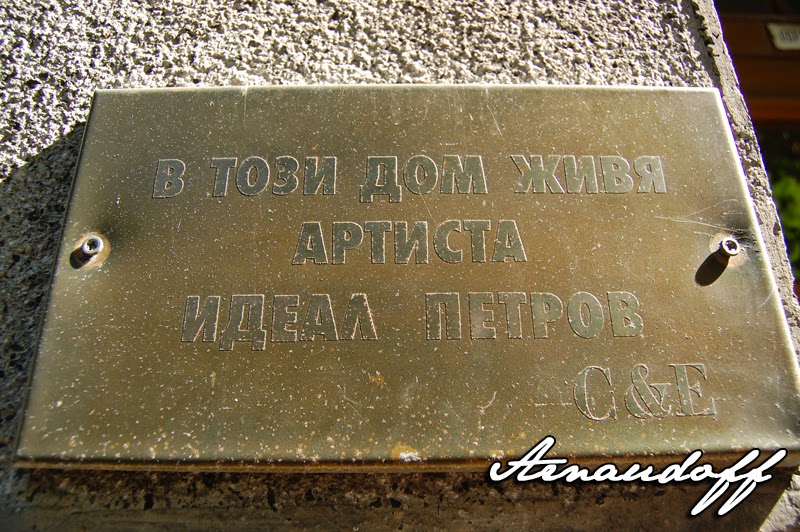 В ТОЗИ ДОМ ЖИВЯ
АРТИСТА
ИДЕАЛ ПЕТРОВ
C&E
Arnaudoff